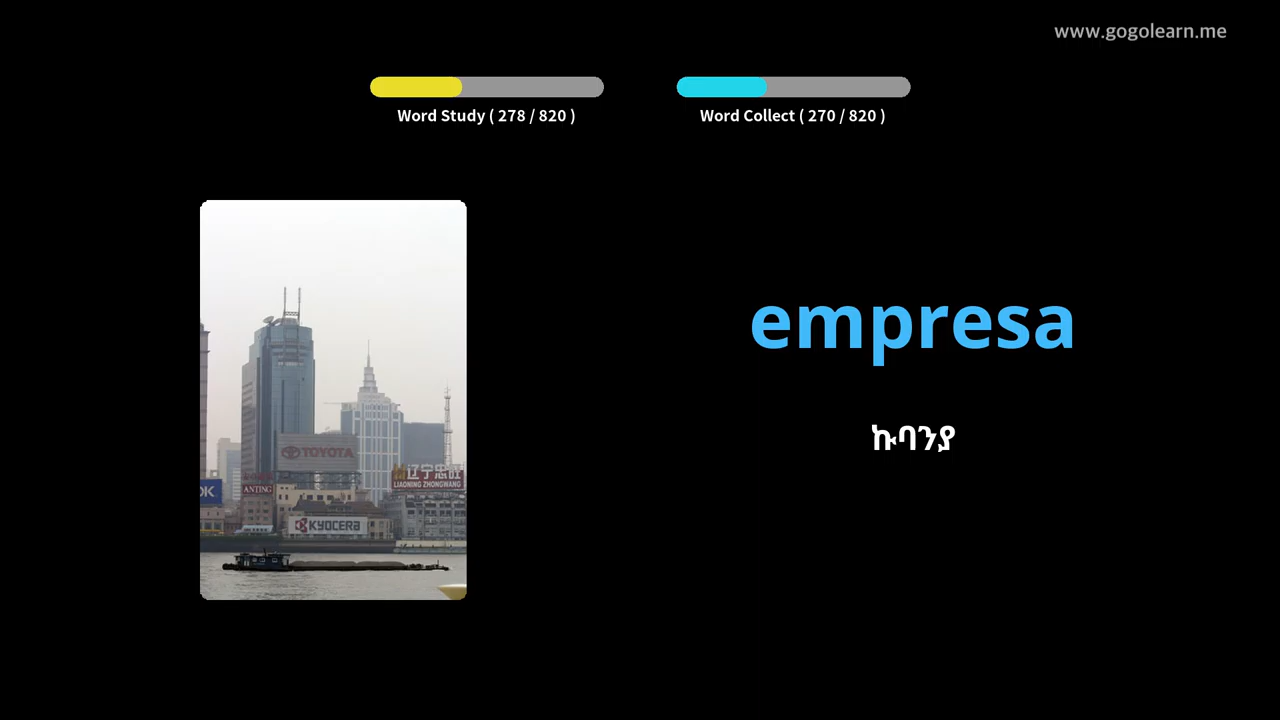 www.gogolearn.me
Word Study ( 278 / 820 )
Word Collect ( 270 / 820 )
empresa
ኩባንያ
TOYOTA
辽宁忠旺
LIAONING ZHONGWANG
OK
ANTING
KYOCERA